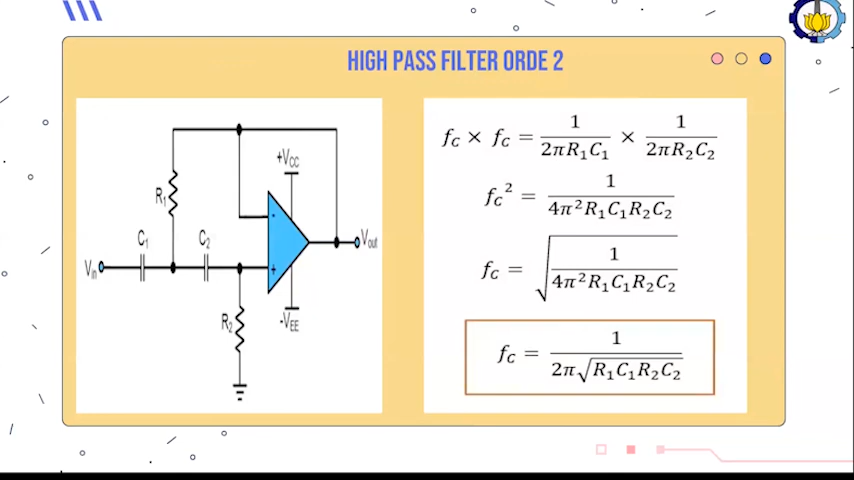 HIGH PASS FILTER ORDE 2
+VCC
R1
-
C1
C2
Vout
Vin
+
R2
-VEE
fC × fC = 1/(2πR1C1) × 1/(2πR2C2)
fC² = 1/(4π²R1C1R2C2)
fC = √(1/(4π²R1C1R2C2))
fC = 1/(2π√(R1C1R2C2))